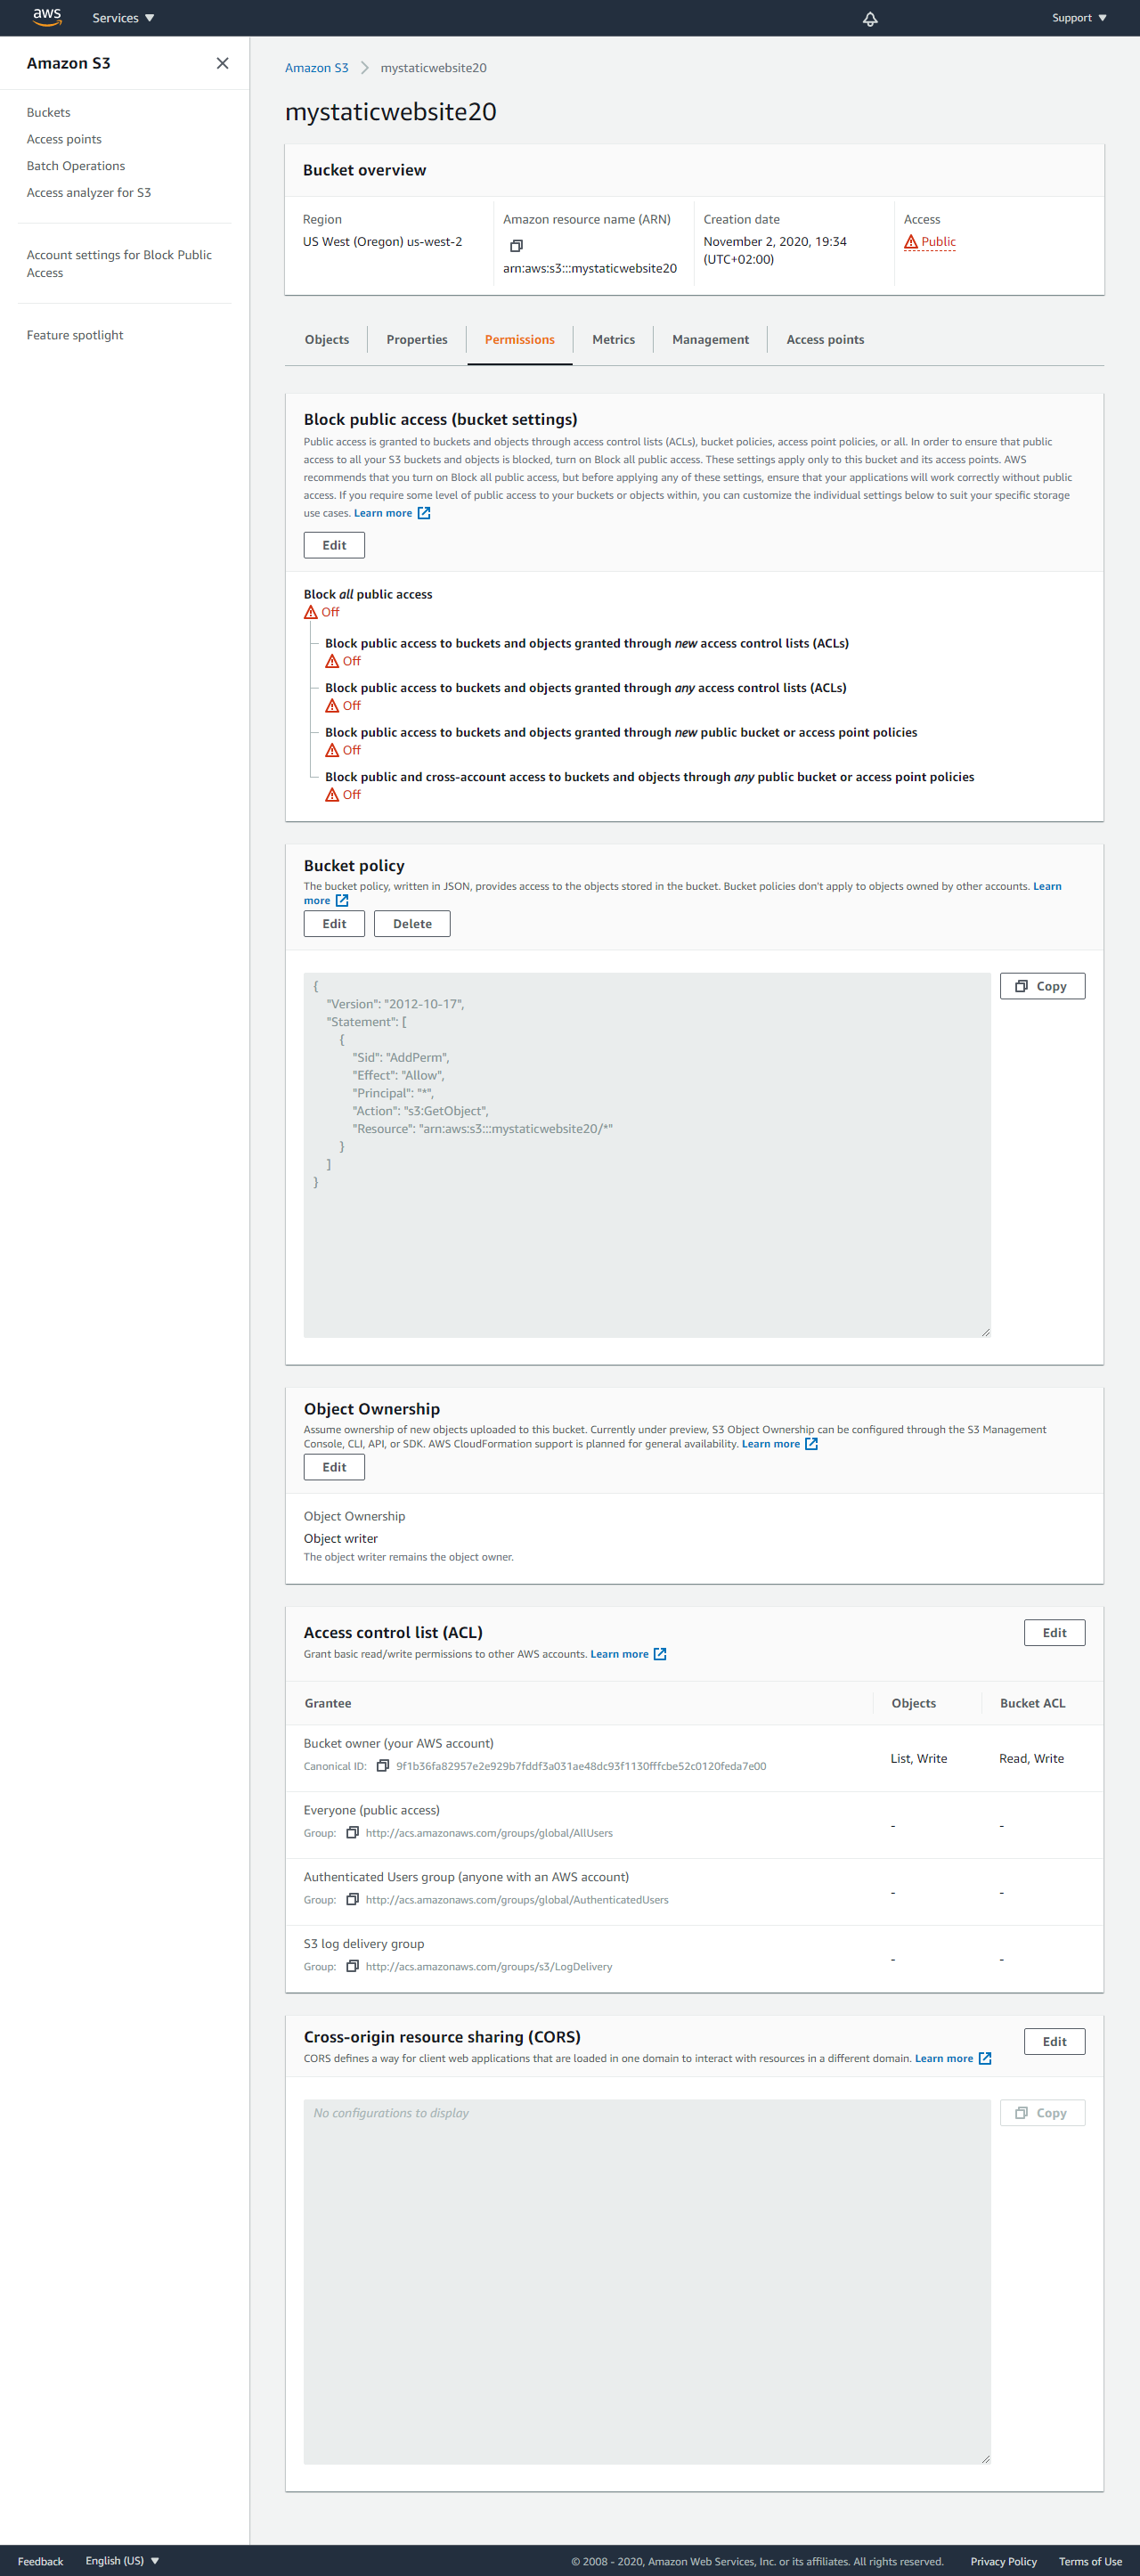 aws
Services
Support
Amazon S3
Amazon S3
mystaticwebsite20
Buckets
Access points
Batch Operations
Access analyzer for S3
Account settings for Block Public
Access
Feature spotlight
mystaticwebsite20
Bucket overview
Region
US West (Oregon) us-west-2
Amazon resource name (ARN)
arn:aws:s3:::mystaticwebsite20
Creation date
November 2, 2020, 19:34
(UTC+02:00)
Access
Public
Objects
Properties
Permissions
Metrics
Management
Access points
Block public access (bucket settings)
Public access is granted to buckets and objects through access control lists (ACLs), bucket policies, access point policies, or all. In order to ensure that public
access to all your S3 buckets and objects is blocked, turn on Block all public access. These settings apply only to this bucket and its access points. AWS
recommends that you turn on Block all public access, but before applying any of these settings, ensure that your applications will work correctly without public
access. If you require some level of public access to your buckets or objects within, you can customize the individual settings below to suit your specific storage
use cases. Learn more
Edit
Block all public access
Off
Block public access to buckets and objects granted through new access control lists (ACLs)
Off
Block public access to buckets and objects granted through any access control lists (ACLs)
Off
Block public access to buckets and objects granted through new public bucket or access point policies
Off
Block public and cross-account access to buckets and objects through any public bucket or access point policies
Off
Bucket policy
The bucket policy, written in JSON, provides access to the objects stored in the bucket. Bucket policies don't apply to objects owned by other accounts. Learn
more
Edit
Delete
{
"Version": "2012-10-17",
"Statement": [
{
"Sid": "AddPerm",
"Effect": "Allow",
"Principal": "*",
"Action": "s3:GetObject",
"Resource": "arn:aws:s3:::mystaticwebsite20/*"
}
]
}
Copy
Object Ownership
Assume ownership of new objects uploaded to this bucket. Currently under preview, S3 Object Ownership can be configured through the S3 Management
Console, CLI, API, or SDK. AWS CloudFormation support is planned for general availability. Learn more
Edit
Object Ownership
Object writer
The object writer remains the object owner.
Access control list (ACL)
Grant basic read/write permissions to other AWS accounts. Learn more
Edit
Grantee
Objects
Bucket ACL
Bucket owner (your AWS account)
Canonical ID: 9f1b36fa82957e2e929b7fddf3a031ae48dc93f1130fffcbe52c0120feda7e00
List, Write
Read, Write
Everyone (public access)
Group: http://acs.amazonaws.com/groups/global/AllUsers
-
-
Authenticated Users group (anyone with an AWS account)
Group: http://acs.amazonaws.com/groups/global/AuthenticatedUsers
-
-
S3 log delivery group
Group: http://acs.amazonaws.com/groups/s3/LogDelivery
-
-
Cross-origin resource sharing (CORS)
CORS defines a way for client web applications that are loaded in one domain to interact with resources in a different domain. Learn more
Edit
No configurations to display
Copy
Feedback
English (US)
© 2008 - 2020, Amazon Web Services, Inc. or its affiliates. All rights reserved.
Privacy Policy
Terms of Use